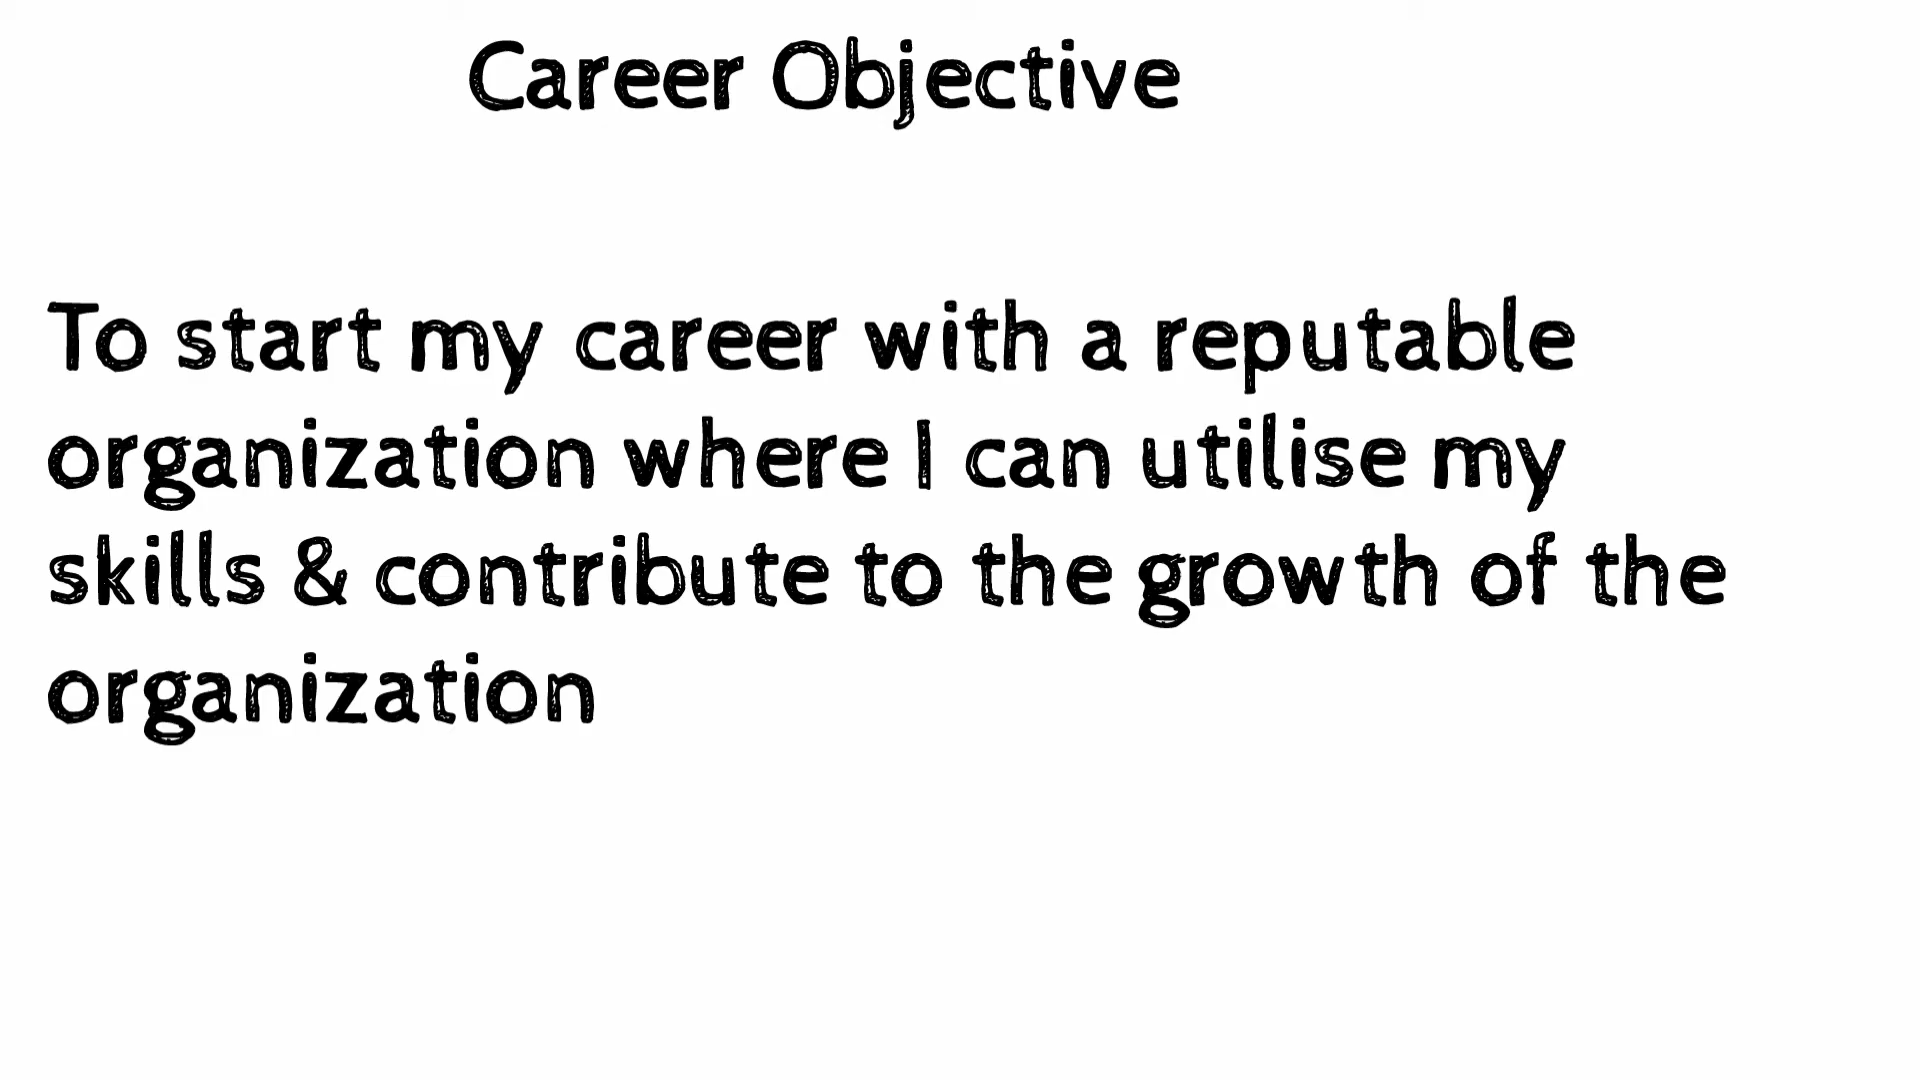 Career Objective
To start my career with a reputable
organization where I can utilise my
skills & contribute to the growth of the
organization